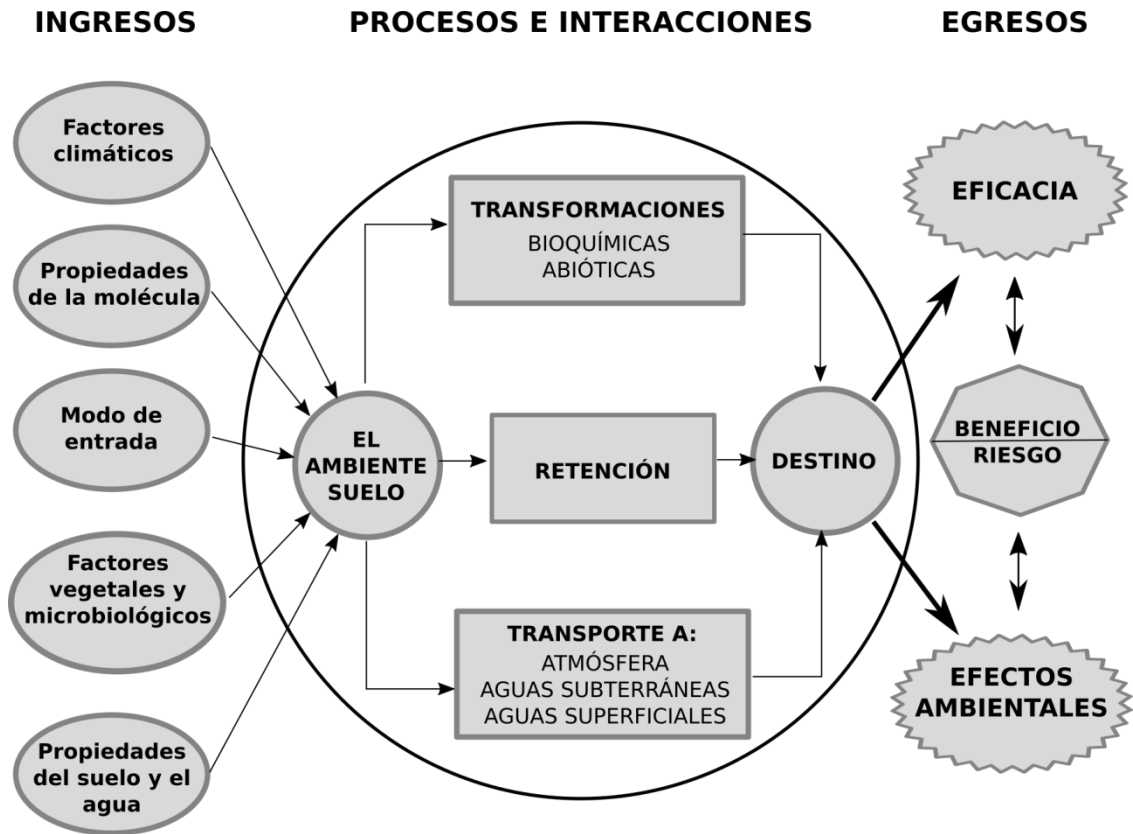 INGRESOS
PROCESOS E INTERACCIONES
EGRESOS
Factores
climáticos
Propiedades
de la molécula
Modo de
entrada
Factores
vegetales y
microbiológicos
Propiedades
del suelo y el
agua
EL
AMBIENTE
SUELO
TRANSFORMACIONES
BIOQUÍMICAS
ABIÓTICAS
RETENCIÓN
TRANSPORTE A:
ATMÓSFERA
AGUAS SUBTERRÁNEAS
AGUAS SUPERFICIALES
DESTINO
EFICACIA
BENEFICIO
RIESGO
EFECTOS
AMBIENTALES